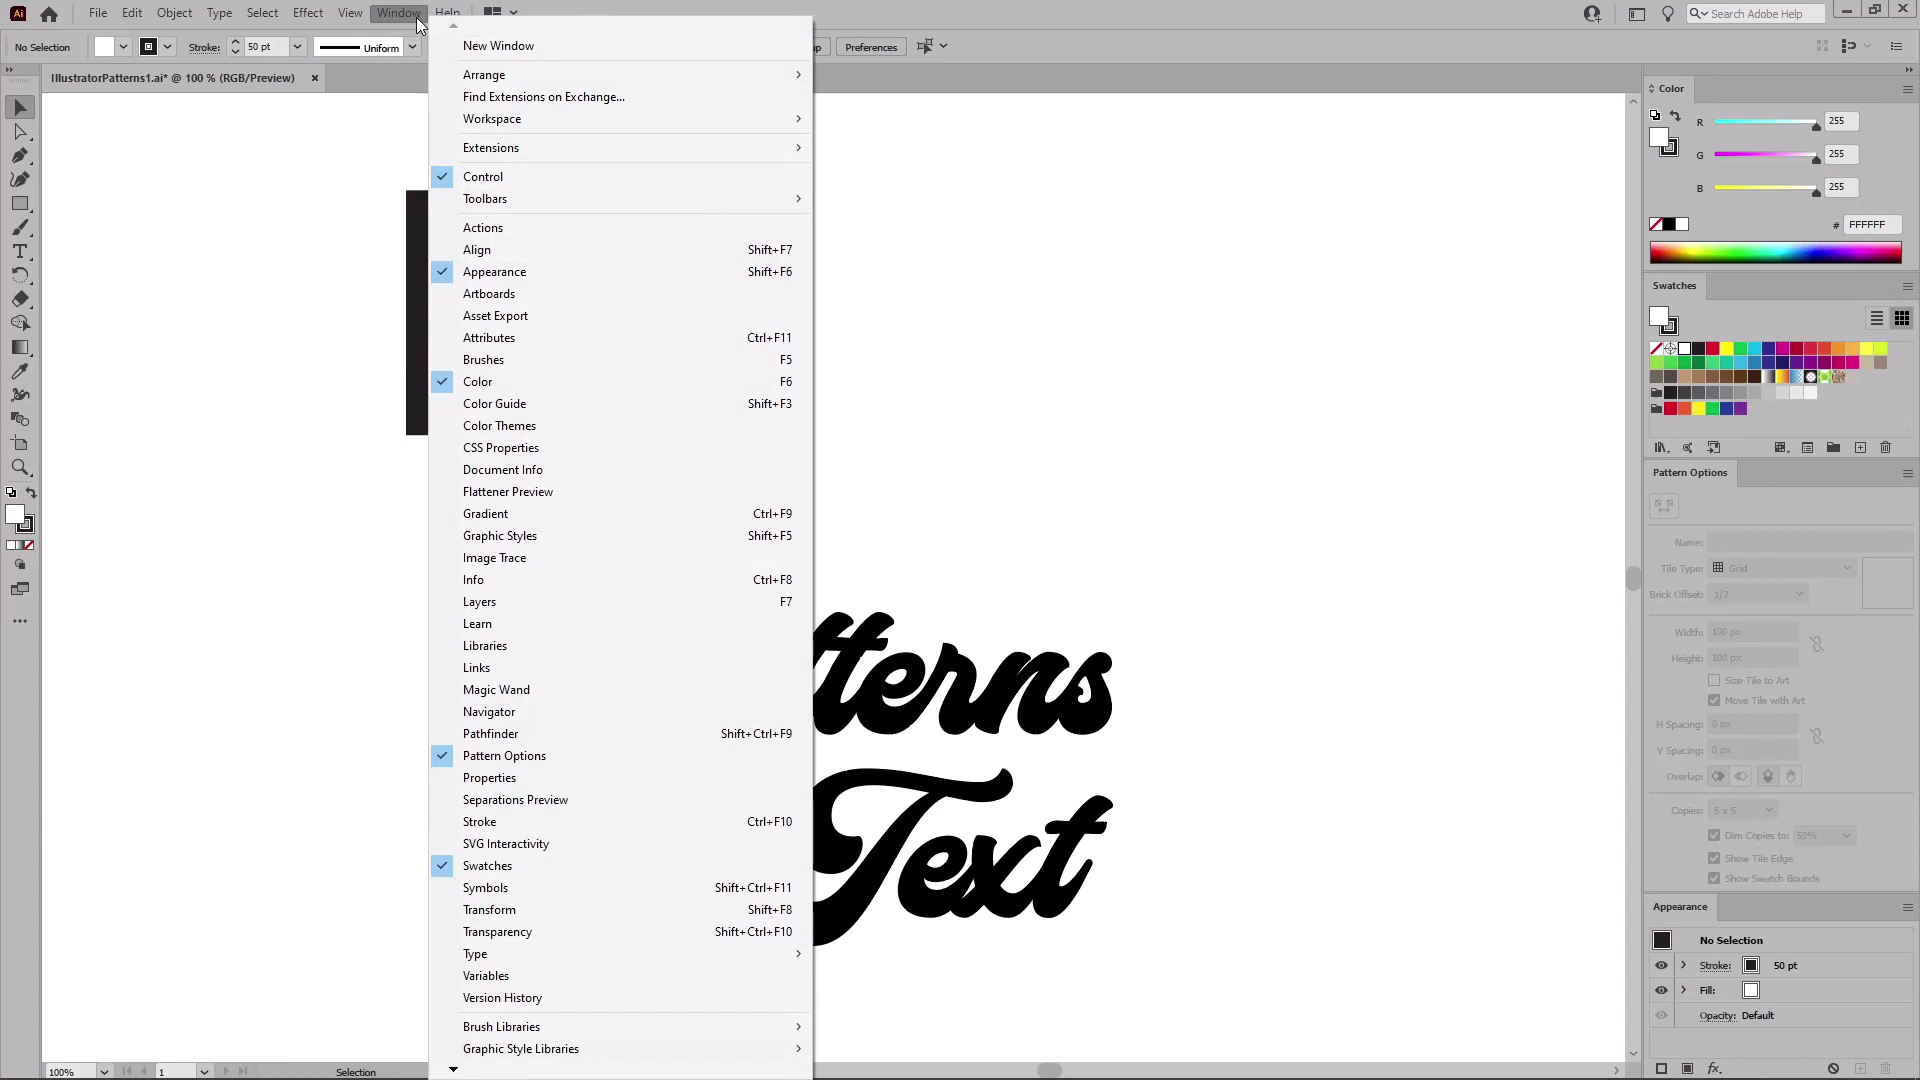 Ai
File Edit Object Type Select Effect View Window Help
Search Adobe Help
No Selection
Stroke: 50 pt
Uniform
Preferences
IllustratorPatterns1.ai* @ 100 % (RGB/Preview)
New Window
Arrange
Find Extensions on Exchange...
Workspace
Extensions
Control
Toolbars
Actions
Align Shift+F7
Appearance Shift+F6
Artboards
Asset Export
Attributes Ctrl+F11
Brushes F5
Color F6
Color Guide Shift+F3
Color Themes
CSS Properties
Document Info
Flattener Preview
Gradient Ctrl+F9
Graphic Styles Shift+F5
Image Trace
Info Ctrl+F8
Layers F7
Learn
Libraries
Links
Magic Wand
Navigator
Pathfinder Shift+Ctrl+F9
Pattern Options
Properties
Separations Preview
Stroke Ctrl+F10
SVG Interactivity
Swatches
Symbols Shift+Ctrl+F11
Transform Shift+F8
Transparency Shift+Ctrl+F10
Type
Variables
Version History
Brush Libraries
Graphic Style Libraries
tterns
Text
Color
R 255
G 255
B 255
# FFFFFF
Swatches
Pattern Options
Name:
Tile Type: Grid
Brick Offset: 1/2
Width: 100 px
Height: 100 px
Size Tile to Art
Move Tile with Art
H Spacing: 0 px
V Spacing: 0 px
Overlap:
Copies: 5 x 5
Dim Copies to: 50%
Show Tile Edge
Show Swatch Bounds
Appearance
No Selection
Stroke: 50 pt
Fill:
Opacity: Default
fx
100% 1 Selection